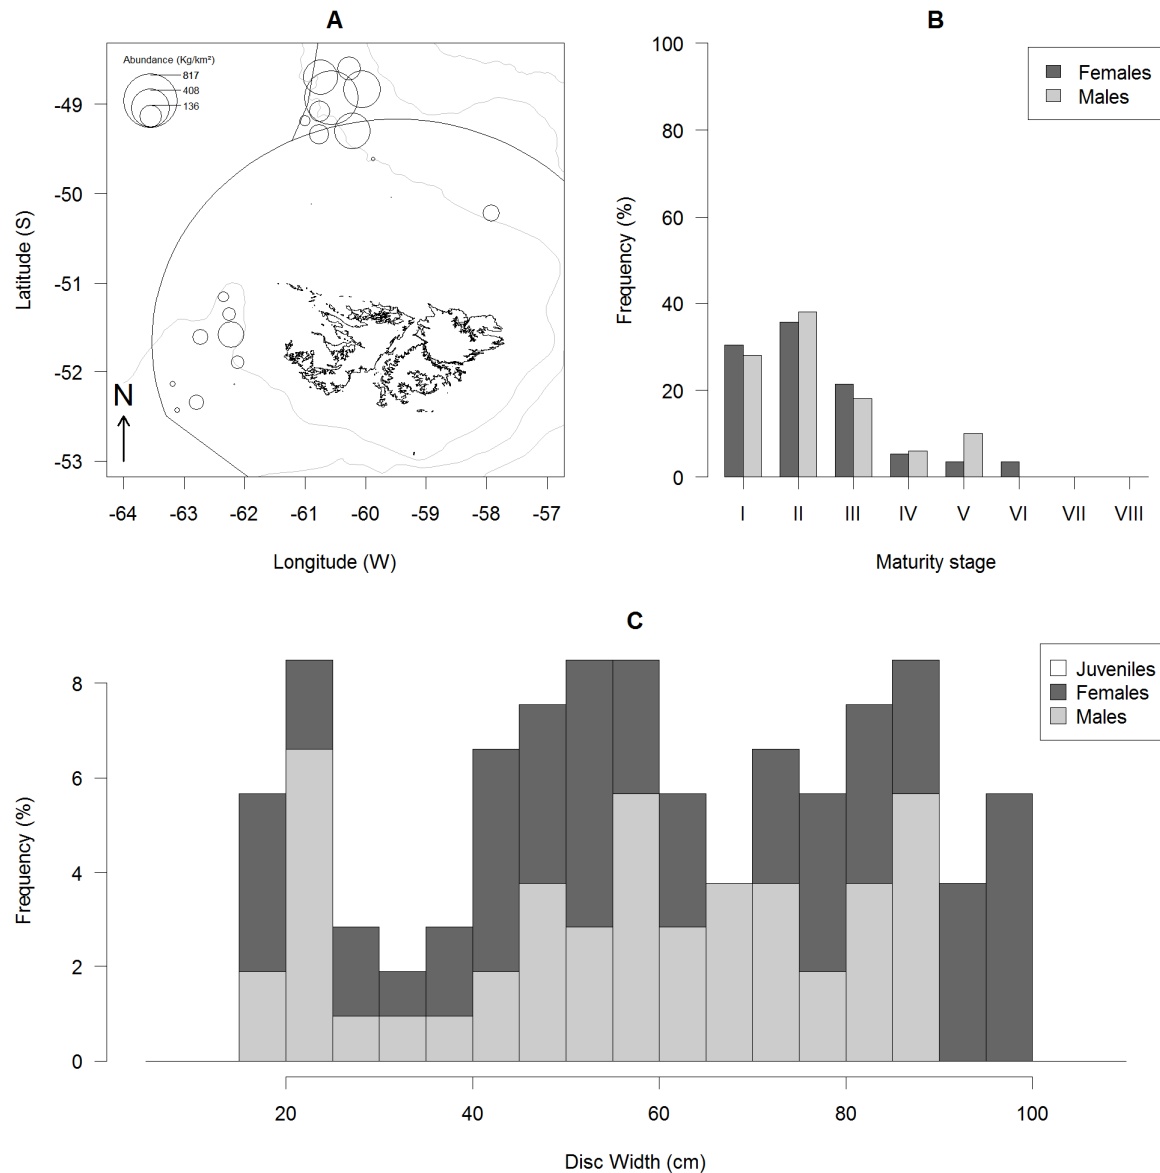 A
Abundance (Kg/km²)
817
408
136
-49
-50
-51
-52
-53
Latitude (S)
N
-64 -63 -62 -61 -60 -59 -58 -57
Longitude (W)
B
100
80
60
40
20
0
Frequency (%)
Females
Males
I II III IV V VI VII VIII
Maturity stage
C
8
6
4
2
0
Frequency (%)
Juveniles
Females
Males
20 40 60 80 100
Disc Width (cm)